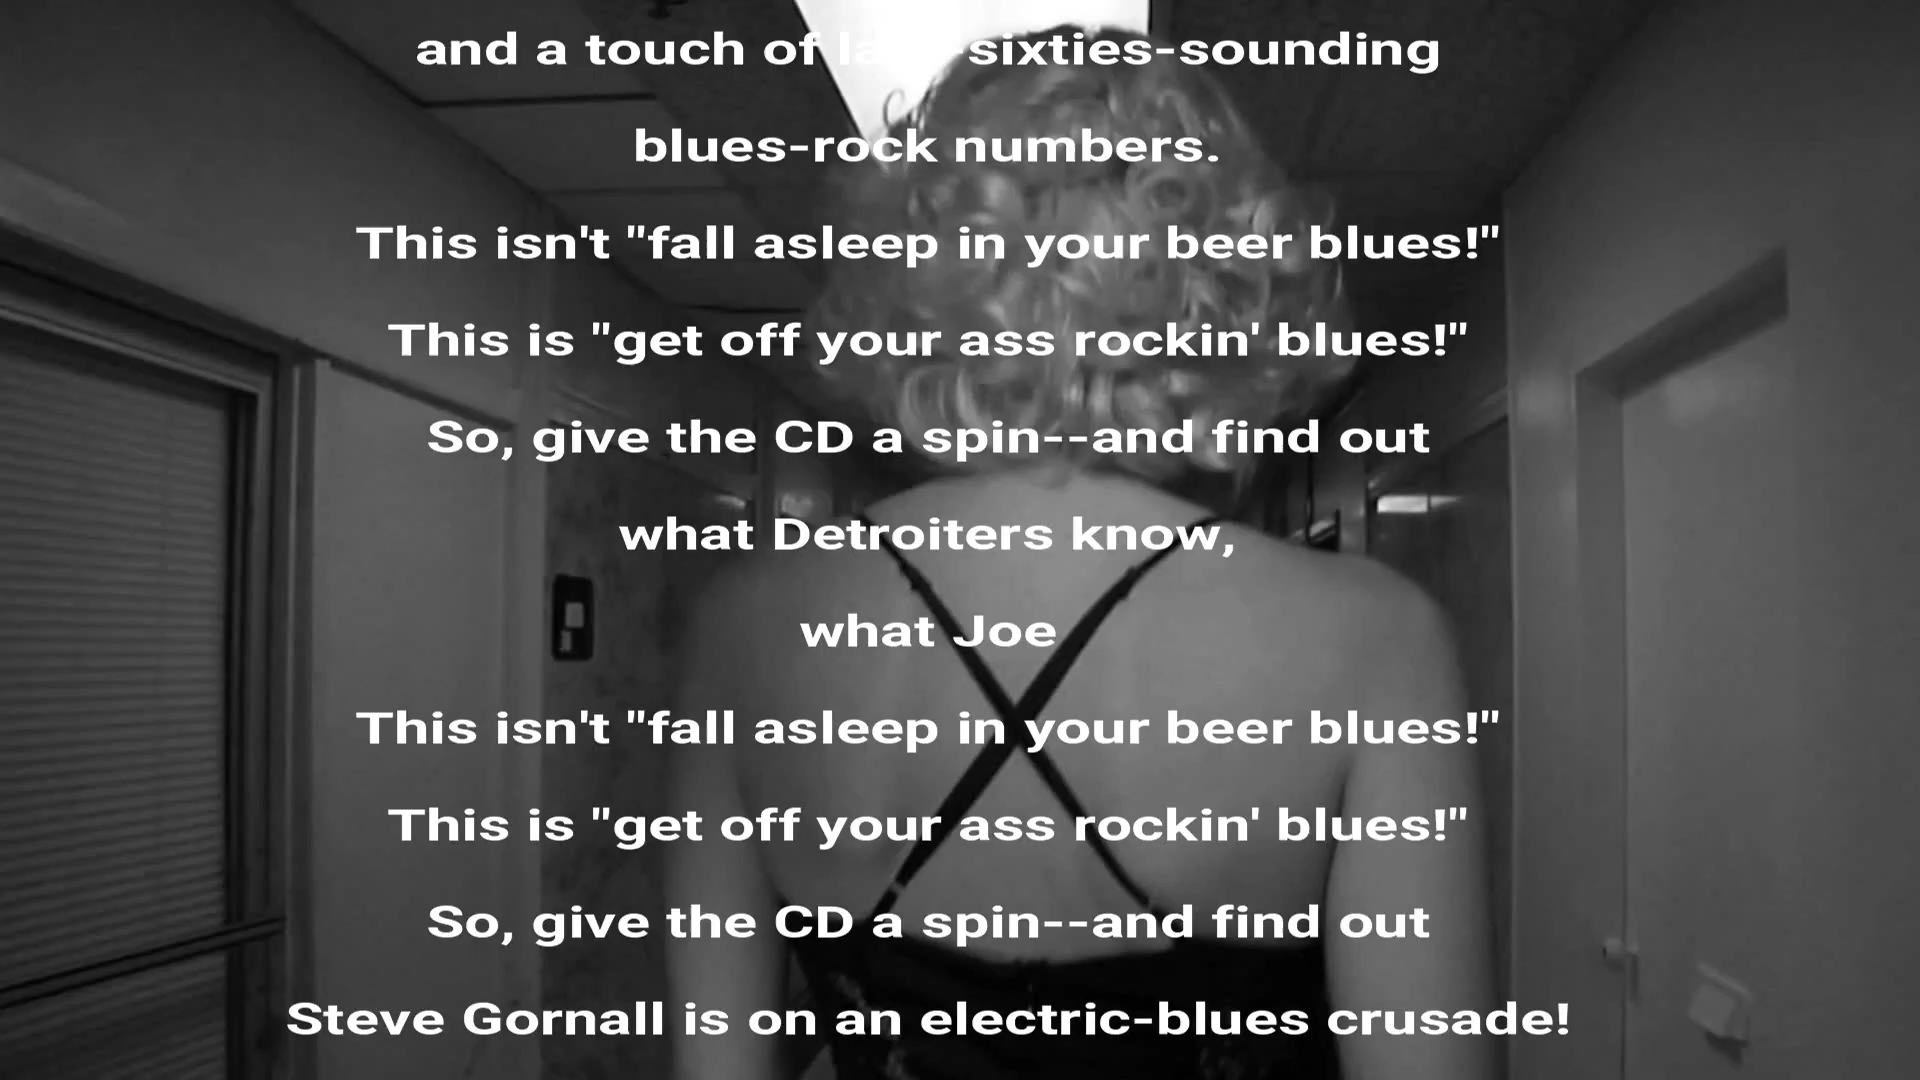 and a touch of late-sixties-sounding
blues-rock numbers.
This isn't "fall asleep in your beer blues!"
This is "get off your ass rockin' blues!"
So, give the CD a spin--and find out
what Detroiters know,
what Joe
This isn't "fall asleep in your beer blues!"
This is "get off your ass rockin' blues!"
So, give the CD a spin--and find out
Steve Gornall is on an electric-blues crusade!